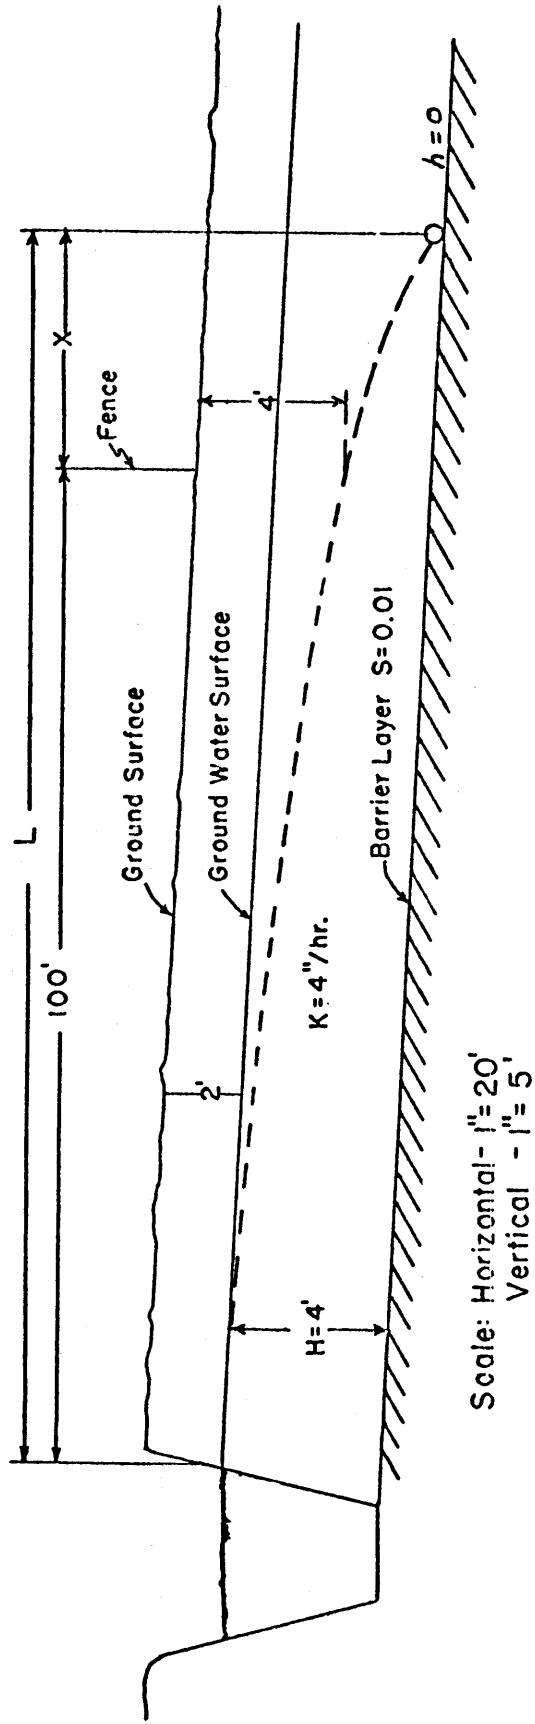 L
100'
X
Fence
Ground Surface
2'
4'
Ground Water Surface
H=4'
K=4"/hr.
Barrier Layer S=0.01
h=0
Scale: Horizontal- 1"=20'
Vertical - 1"= 5'